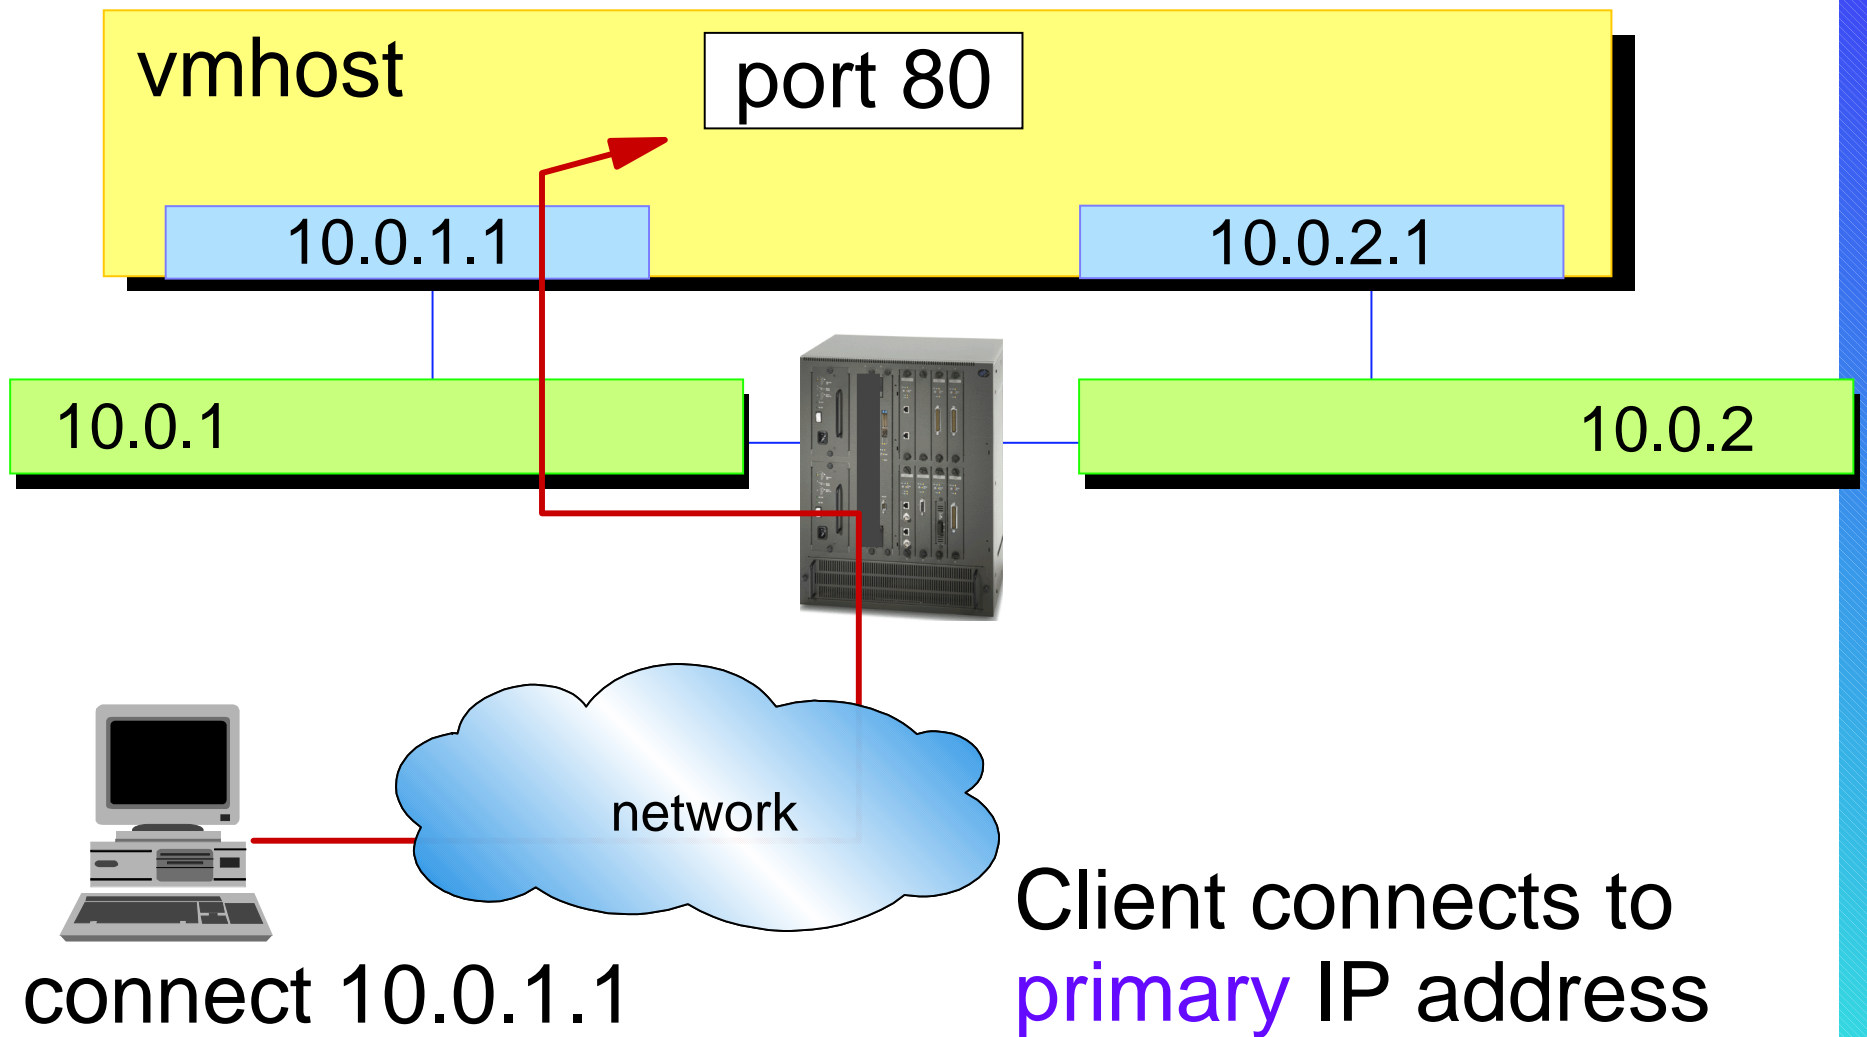 vmhost
port 80
10.0.1.1
10.0.2.1
10.0.1
10.0.2
network
Client connects to
primary IP address
connect 10.0.1.1